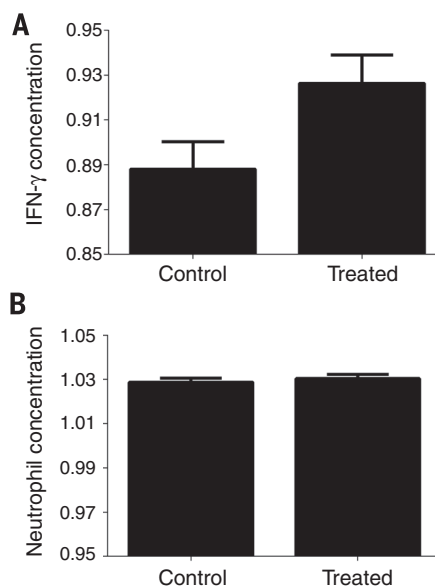 A
IFN-γ concentration
0.95
0.93
0.91
0.89
0.87
0.85
Control Treated
B
Neutrophil concentration
1.05
1.03
1.01
0.99
0.97
0.95
Control Treated